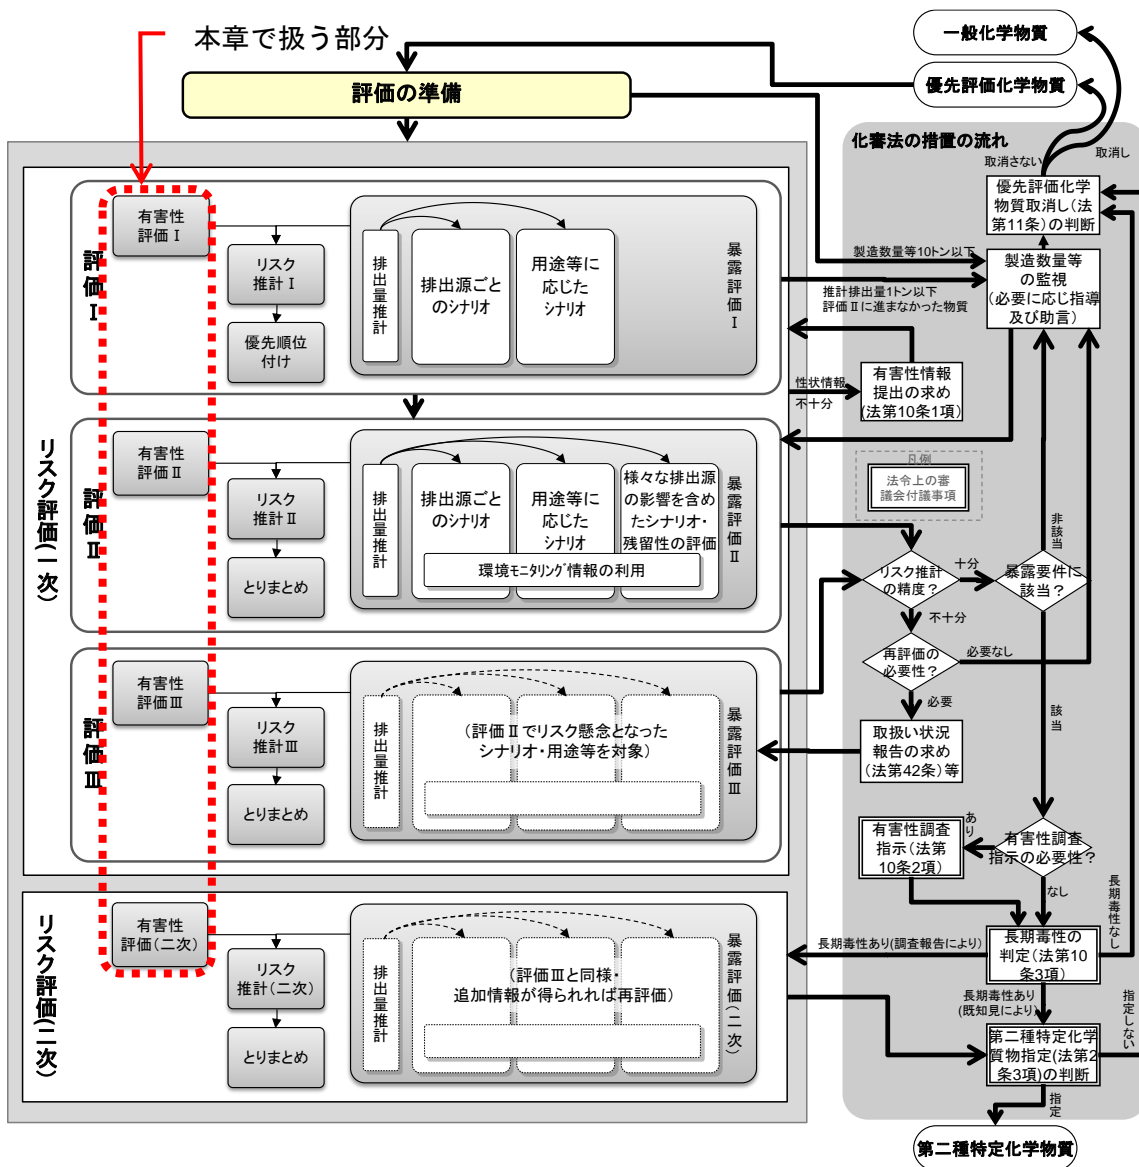 本章で扱う部分
一般化学物質
優先評価化学物質
評価の準備
化審法の措置の流れ
取消さない
取消し
優先評価化学
物質取消し(法
第11条)の判断
製造数量等10トン以下
製造数量等
の監視
(必要に応じ指導
及び助言)
推計排出量1トン以下
評価Ⅱに進まなかった物質
性状情報
不十分
有害性情報
提出の求め
(法第10条1項)
凡例
法令上の審
議会付議事項
リスク推計
の精度？
十分
不十分
暴露要件に
該当？
非該当
該当
再評価の
必要性？
必要なし
必要
取扱い状況
報告の求め
(法第42条)等
有害性調査
指示の必要性？
あり
なし
有害性調査
指示(法第
10条2項)
長期毒性の
判定(法第10
条3項)
長期毒性なし
長期毒性あり(調査報告により)
長期毒性あり
(既知見により)
第二種特定化学
質物指定(法第2
条3項)の判断
指定しない
指定
第二種特定化学物質
リスク評価(一次)
評価Ⅰ
有害性
評価Ⅰ
リスク
推計Ⅰ
優先順位
付け
排出量推計
排出源ごと
のシナリオ
用途等に
応じた
シナリオ
暴露評価Ⅰ
評価Ⅱ
有害性
評価Ⅱ
リスク
推計Ⅱ
とりまとめ
排出量推計
排出源ごと
のシナリオ
用途等に
応じた
シナリオ
様々な排出源
の影響を含め
たシナリオ・
残留性の評価
環境モニタリング情報の利用
暴露評価Ⅱ
評価Ⅲ
有害性
評価Ⅲ
リスク
推計Ⅲ
とりまとめ
排出量推計
(評価Ⅱでリスク懸念となった
シナリオ・用途等を対象)
暴露評価Ⅲ
リスク評価(二次)
有害性
評価(二次)
リスク
推計(二次)
とりまとめ
排出量推計
(評価Ⅲと同様・
追加情報が得られれば再評価)
暴露評価(二次)